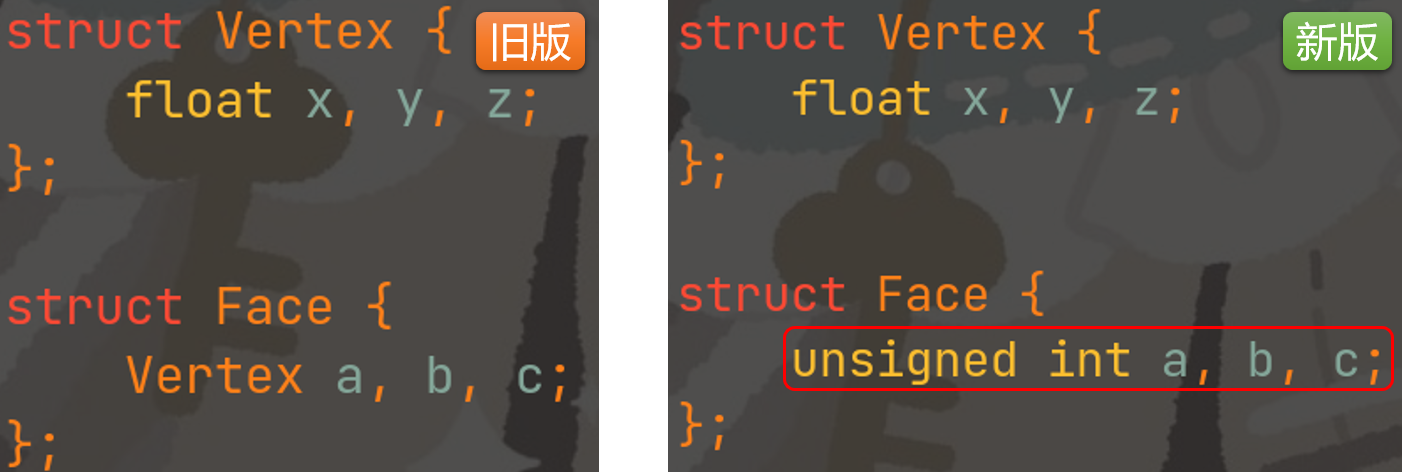 struct Vertex {
    float x, y, z;
};
struct Face {
    Vertex a, b, c;
};
旧版
struct Vertex {
    float x, y, z;
};
struct Face {
    unsigned int a, b, c;
};
新版